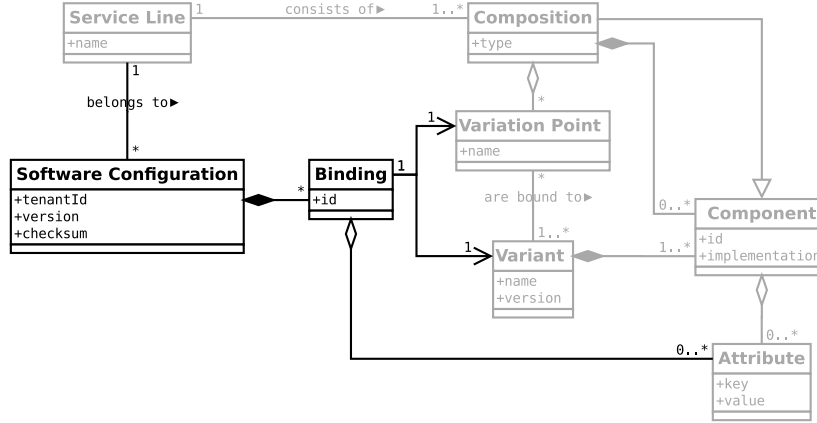 Service Line
+name
1
consists of▶
1..*
Composition
+type
1
belongs to▶
*
*
Variation Point
+name
1
Software Configuration
+tenantId
+version
+checksum
*
Binding
+id
1
*
are bound to▶
1..*
0..*
Component
+id
+implementation
1
Variant
+name
+version
1..*
0..*
0..*
Attribute
+key
+value